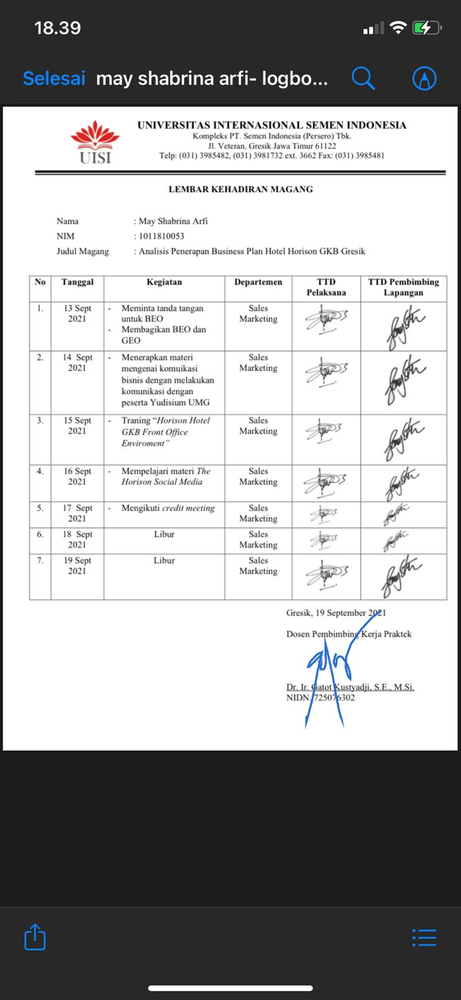 18.39
Selesai may shabrina arfi- logbo...
UNIVERSITAS INTERNASIONAL SEMEN INDONESIA
Kompleks PT. Semen Indonesia (Persero) Tbk.
Jl. Veteran, Gresik Jawa Timur 61122
Telp: (031) 3985482, (031) 3981732 ext. 3662 Fax: (031) 3985481
UISI
LEMBAR KEHADIRAN MAGANG
Nama : May Shabrina Arfi
NIM : 1011810053
Judul Magang : Analisis Penerapan Business Plan Hotel Horison GKB Gresik
No Tanggal Kegiatan Departemen TTD Pelaksana TTD Pembimbing Lapangan
1. 13 Sept 2021
- Meminta tanda tangan
untuk BEO
- Membagikan BEO dan
GEO
Sales
Marketing
2. 14 Sept 2021
- Menerapkan materi
mengenai komuikasi
bisnis dengan melakukan
komunikasi dengan
peserta Yudisium UMG
Sales
Marketing
3. 15 Sept 2021
- Traning “Horison Hotel
GKB Front Office
Enviroment”
Sales
Marketing
4. 16 Sept 2021
- Mempelajari materi The
Horison Social Media
Sales
Marketing
5. 17 Sept 2021
- Mengikuti credit meeting
Sales
Marketing
6. 18 Sept 2021
Libur
Sales
Marketing
7. 19 Sept 2021
Libur
Sales
Marketing
Gresik, 19 September 2021
Dosen Pembimbing Kerja Praktek
Dr. Ir. Gatot Kustyadji, S.E., M.Si.
NIDN. 725076302